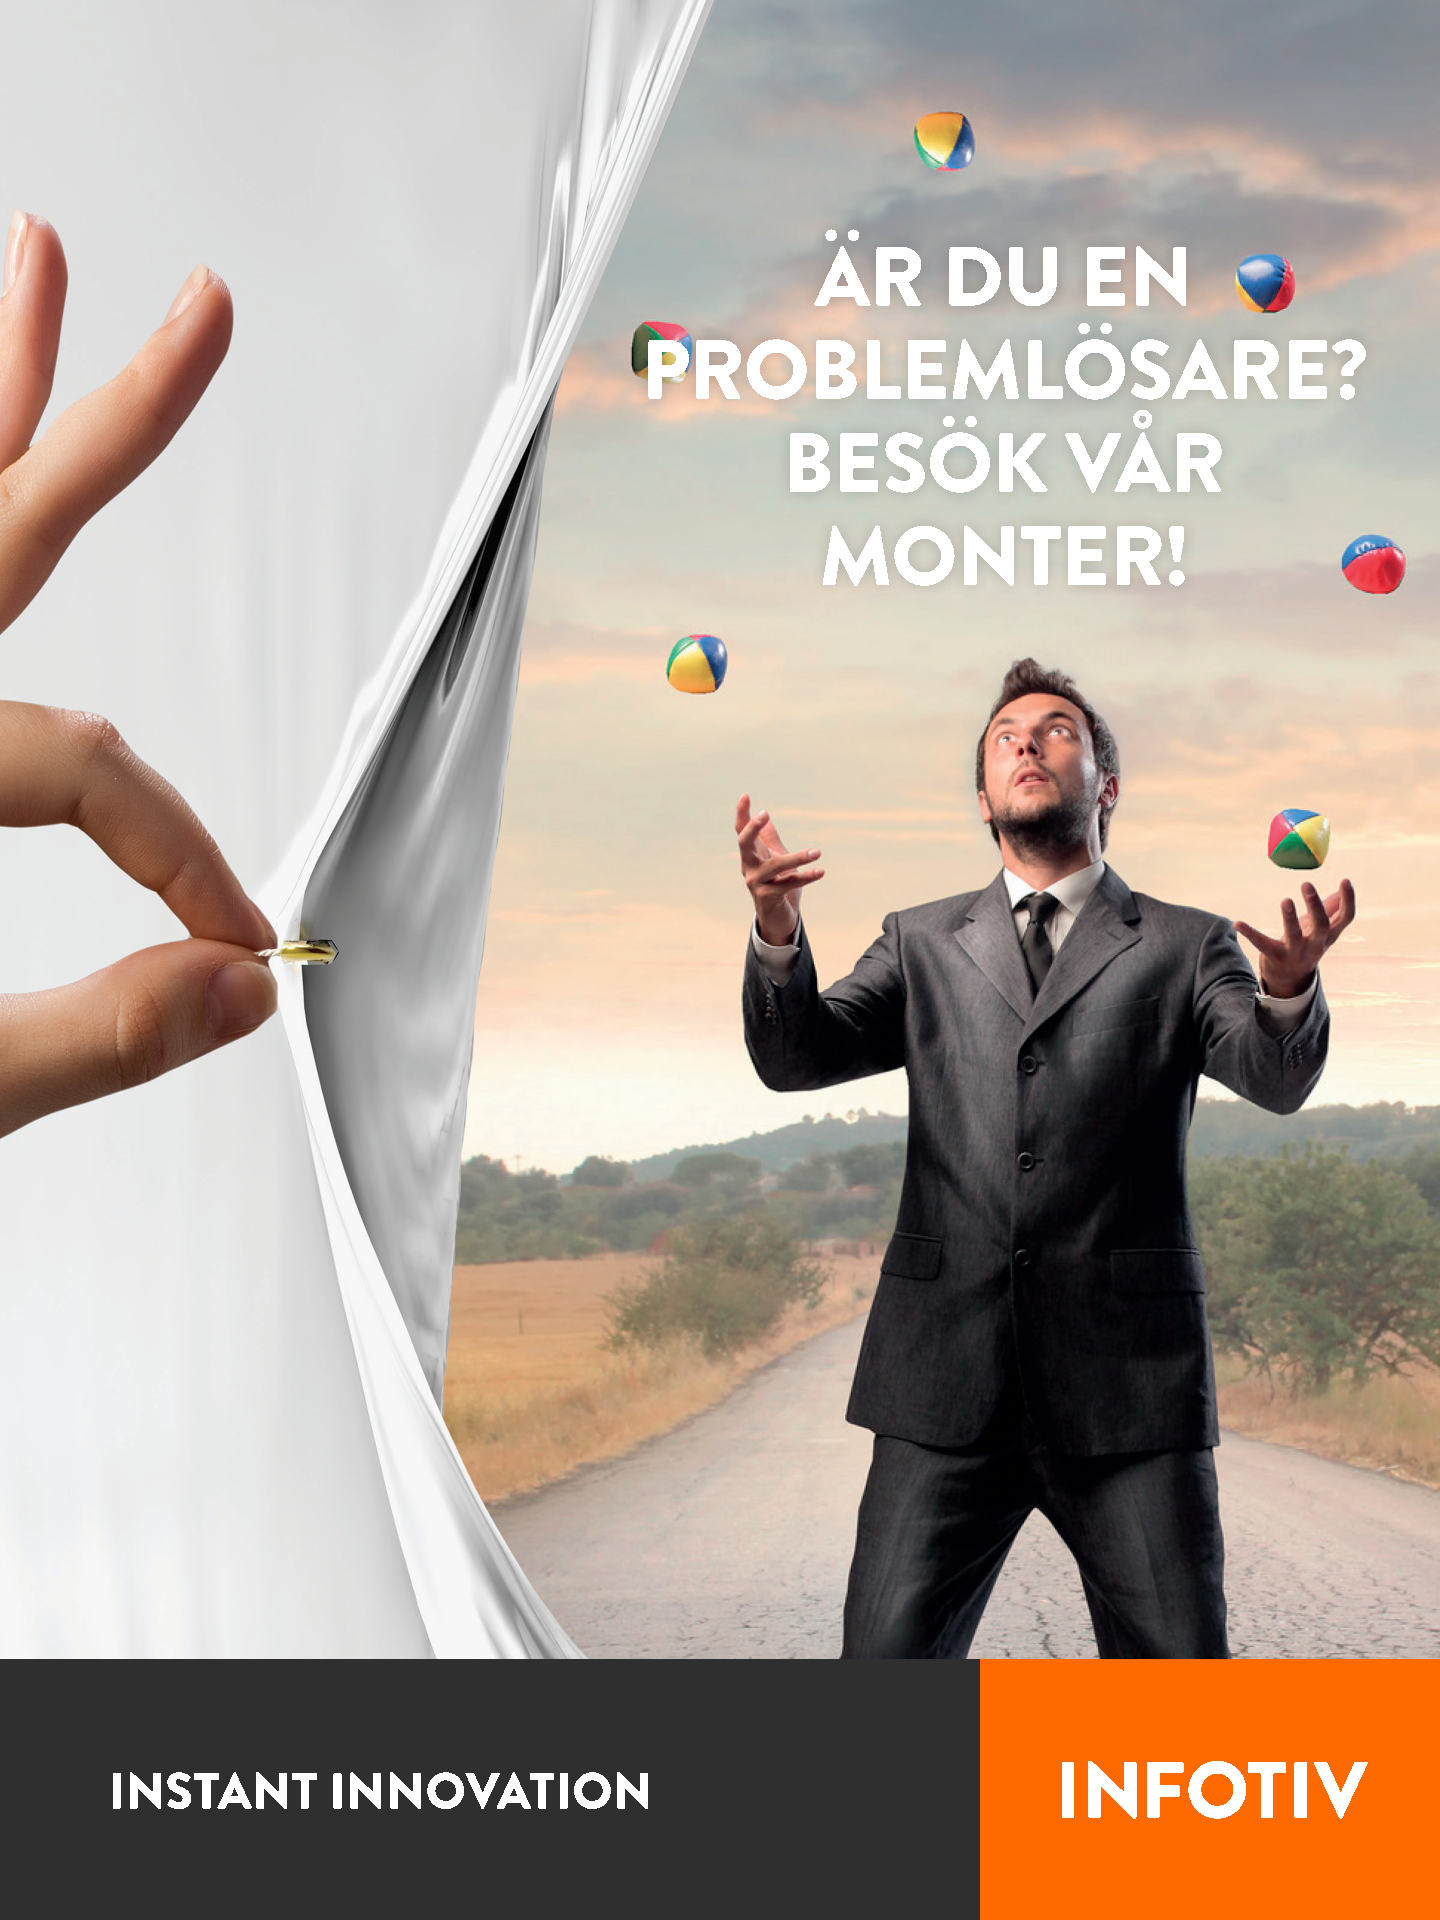 ÄR DU EN
PROBLEMLÖSARE?
BESÖK VÅR
MONTER!
INSTANT INNOVATION
INFOTIV